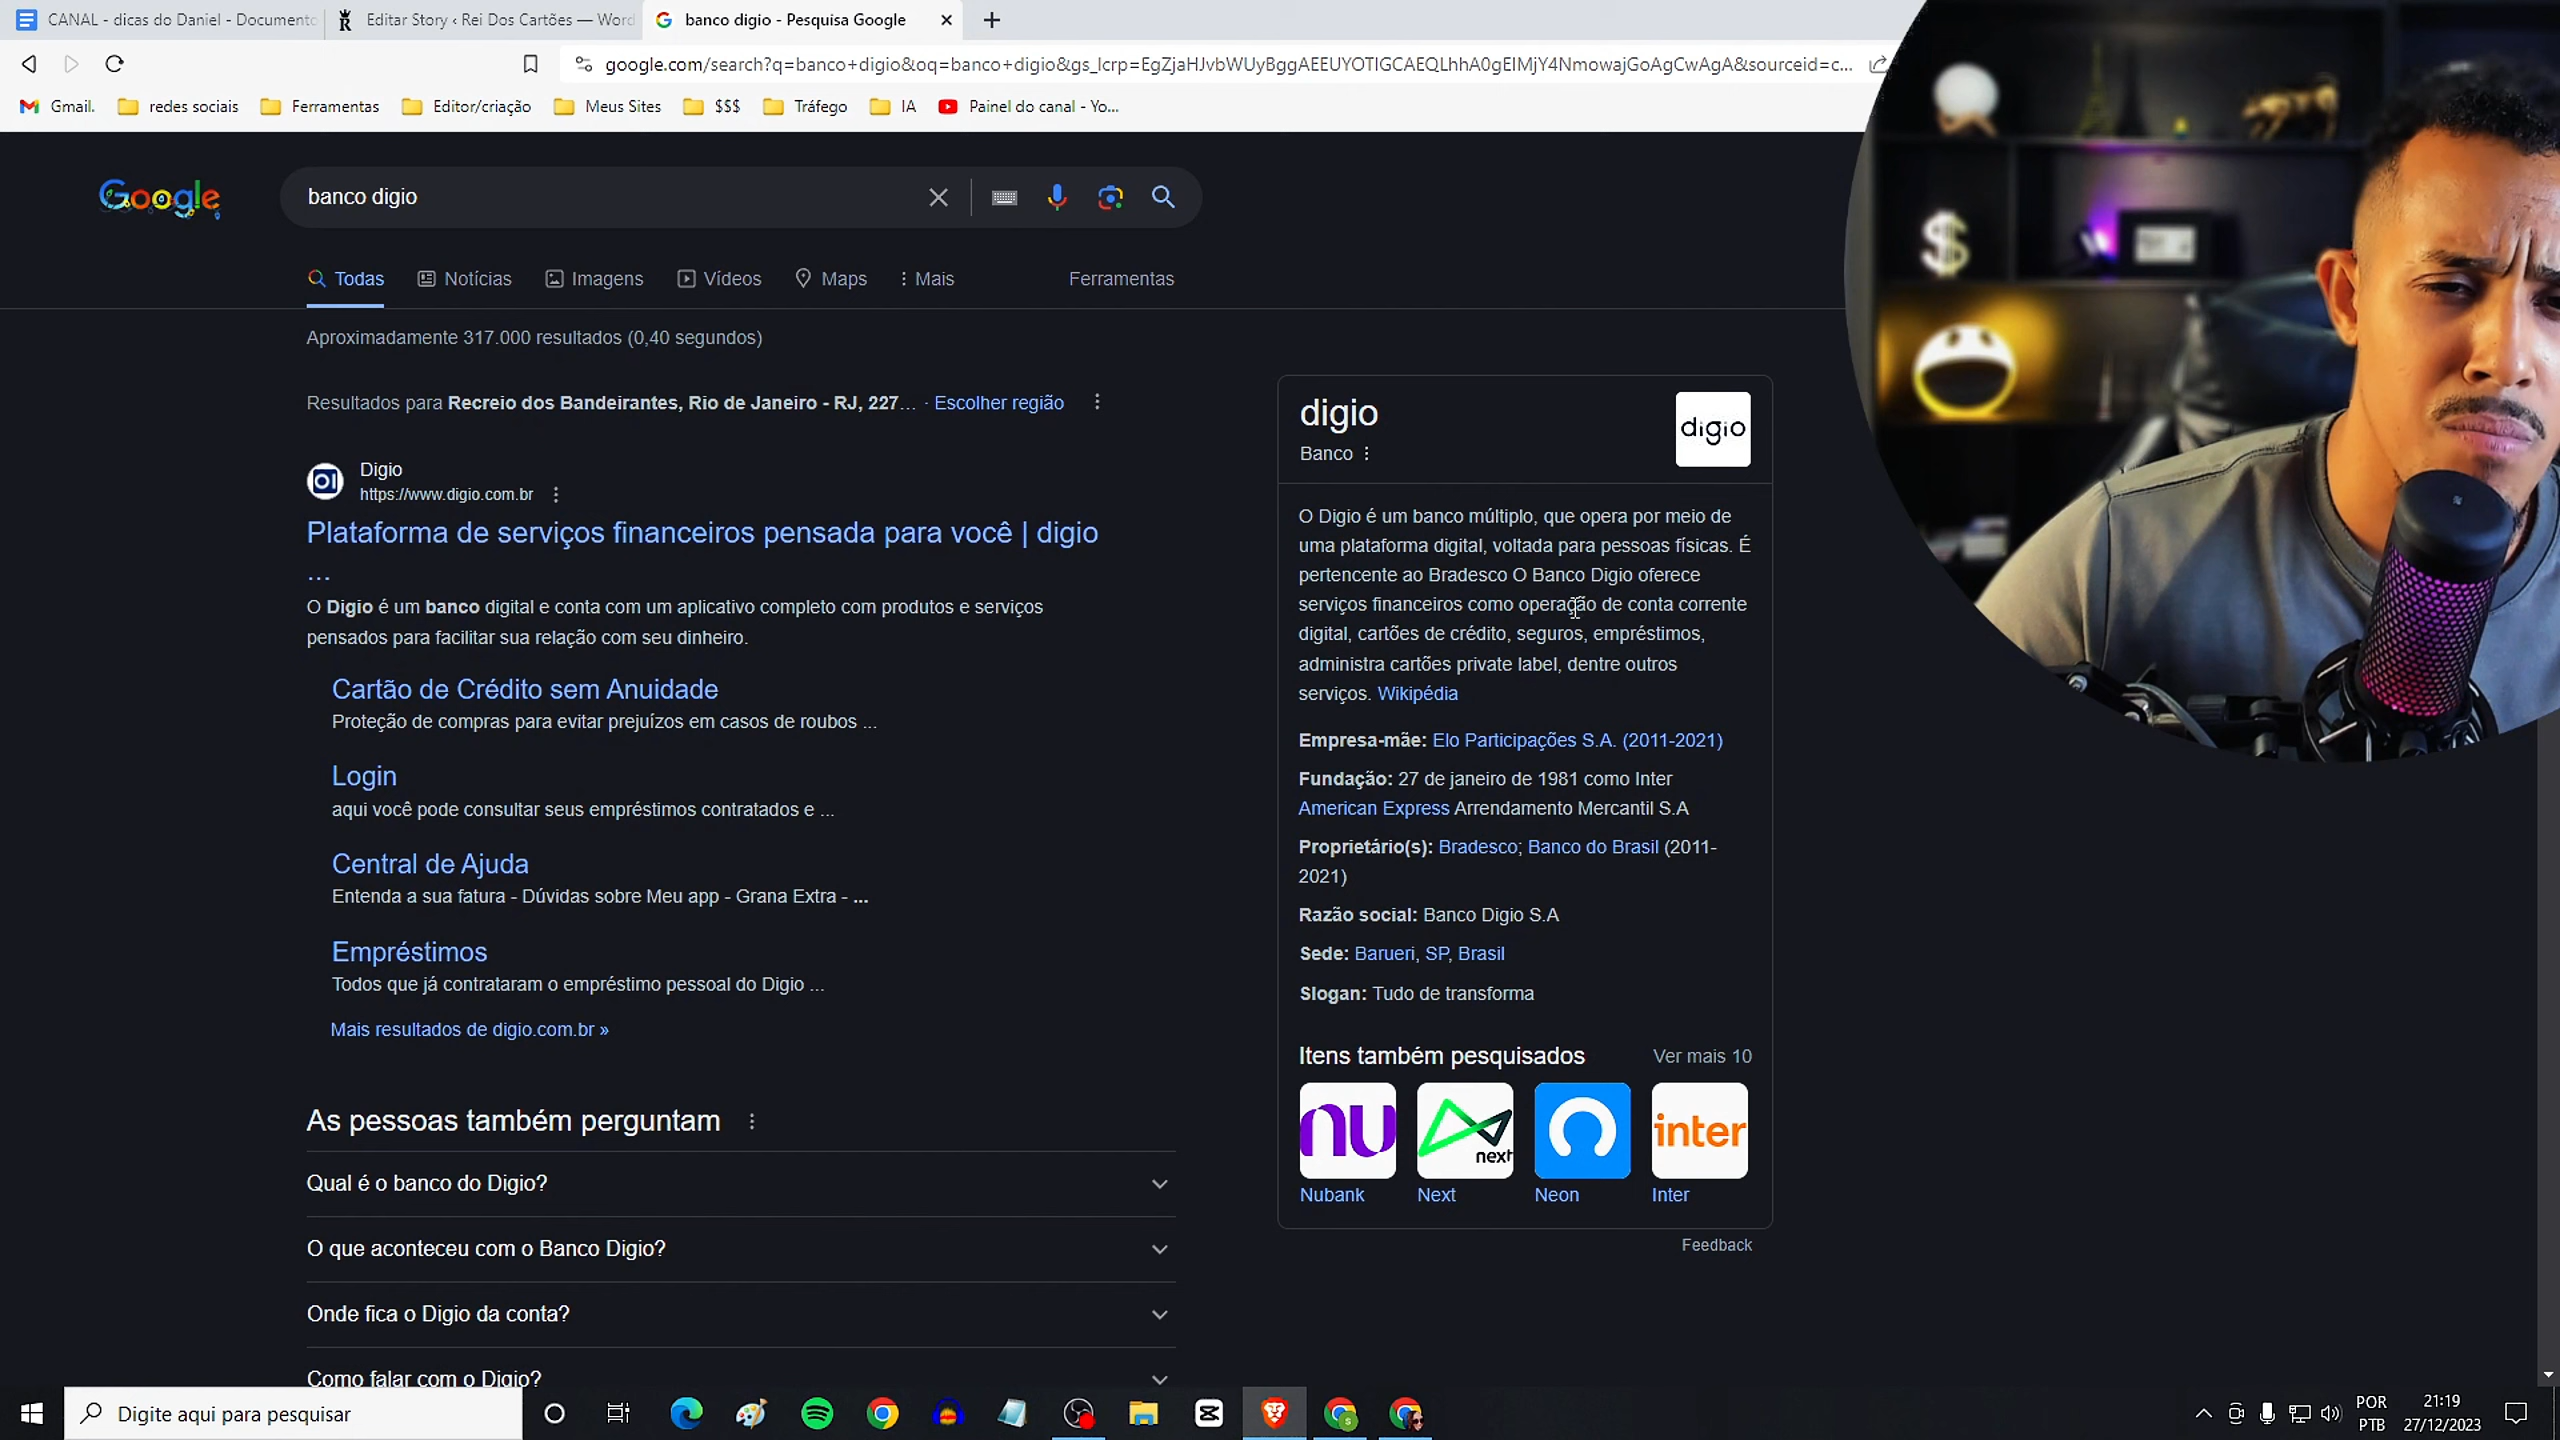 CANAL - dicas do Daniel - Documento
Editar Story ‹ Rei Dos Cartões — Word
banco digio - Pesquisa Google
google.com/search?q=banco+digio&oq=banco+digio&gs_lcrp=EgZjaHJvbWUyBggAEEUYOTIGCAEQLhhA0gEIMjY4NmowajGoAgCwAgA&sourceid=c...
Gmail.
redes sociais
Ferramentas
Editor/criação
Meus Sites
$$$
Tráfego
IA
Painel do canal - Yo...
Google
banco digio
Todas
Notícias
Imagens
Vídeos
Maps
Mais
Ferramentas
Aproximadamente 317.000 resultados (0,40 segundos)
Resultados para Recreio dos Bandeirantes, Rio de Janeiro - RJ, 227... · Escolher região
Digio
https://www.digio.com.br
Plataforma de serviços financeiros pensada para você | digio
...
O Digio é um banco digital e conta com um aplicativo completo com produtos e serviços
pensados para facilitar sua relação com seu dinheiro.
Cartão de Crédito sem Anuidade
Proteção de compras para evitar prejuízos em casos de roubos ...
Login
aqui você pode consultar seus empréstimos contratados e ...
Central de Ajuda
Entenda a sua fatura - Dúvidas sobre Meu app - Grana Extra - ...
Empréstimos
Todos que já contrataram o empréstimo pessoal do Digio ...
Mais resultados de digio.com.br »
As pessoas também perguntam
Qual é o banco do Digio?
O que aconteceu com o Banco Digio?
Onde fica o Digio da conta?
Como falar com o Digio?
digio
Banco
digio
O Digio é um banco múltiplo, que opera por meio de
uma plataforma digital, voltada para pessoas físicas. É
pertencente ao Bradesco O Banco Digio oferece
serviços financeiros como operação de conta corrente
digital, cartões de crédito, seguros, empréstimos,
administra cartões private label, dentre outros
serviços. Wikipédia
Empresa-mãe: Elo Participações S.A. (2011-2021)
Fundação: 27 de janeiro de 1981 como Inter
American Express Arrendamento Mercantil S.A
Proprietário(s): Bradesco; Banco do Brasil (2011-
2021)
Razão social: Banco Digio S.A
Sede: Barueri, SP, Brasil
Slogan: Tudo de transforma
Itens também pesquisados
Ver mais 10
nu
next
inter
Nubank
Next
Neon
Inter
Feedback
$
Digite aqui para pesquisar
POR
PTB
21:19
27/12/2023